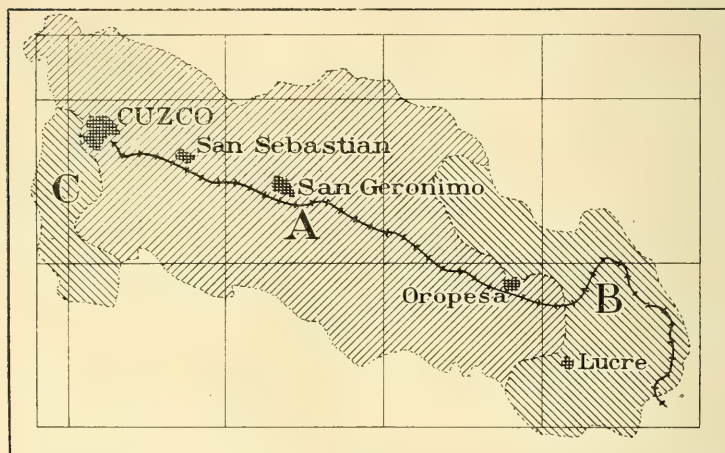 CUZCO
San Sebastian
C
San Geronimo
A
Oropesa
B
Lucre